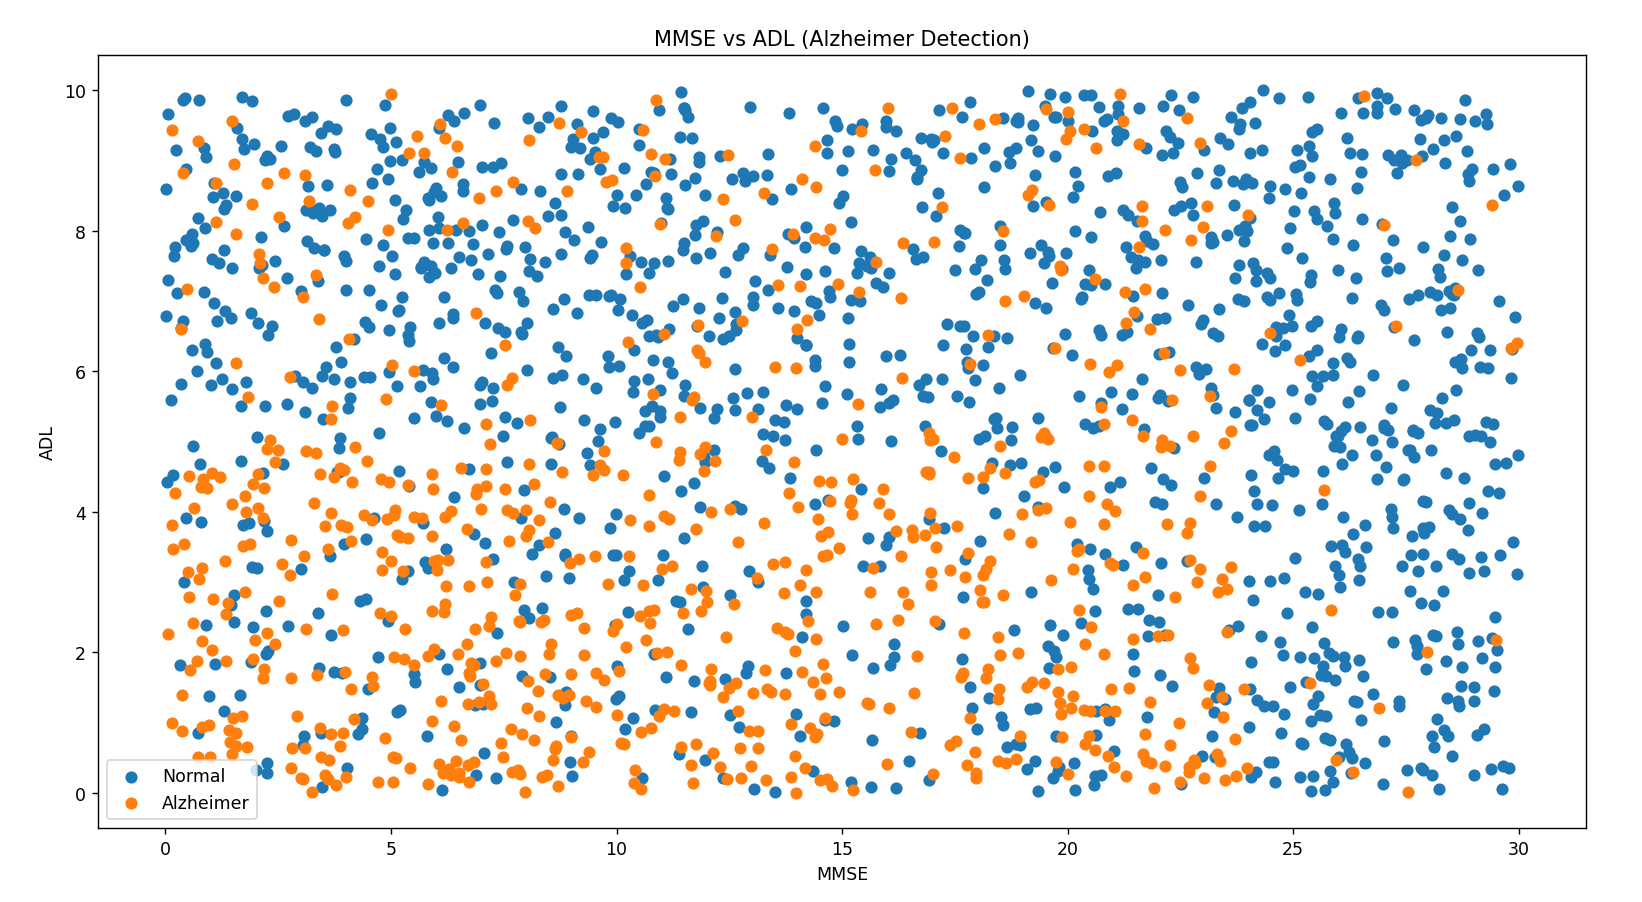 MMSE vs ADL (Alzheimer Detection)
10
8
6
4
2
0
ADL
Normal
Alzheimer
0 5 10 15 20 25 30
MMSE